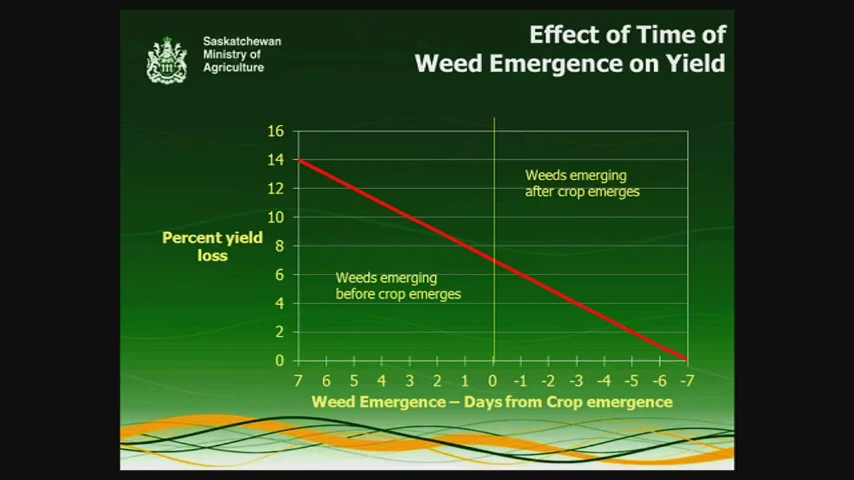 Saskatchewan
Ministry of
Agriculture
Effect of Time of
Weed Emergence on Yield
16
14
12
10
8
6
4
2
0
Percent yield
loss
Weeds emerging
after crop emerges
Weeds emerging
before crop emerges
7 6 5 4 3 2 1 0 -1 -2 -3 -4 -5 -6 -7
Weed Emergence – Days from Crop emergence